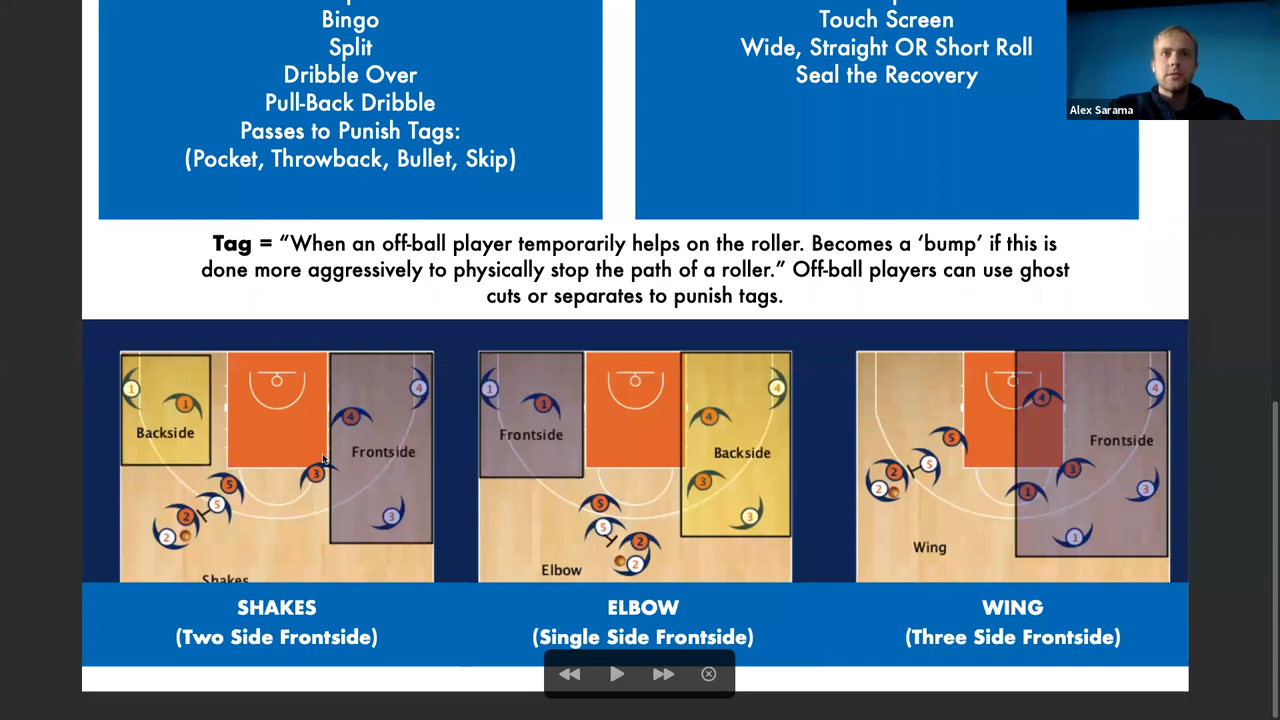 Bingo
Split
Dribble Over
Pull-Back Dribble
Passes to Punish Tags:
(Pocket, Throwback, Bullet, Skip)
Touch Screen
Wide, Straight OR Short Roll
Seal the Recovery
Alex Sarama
Tag = “When an off-ball player temporarily helps on the roller. Becomes a ‘bump’ if this is
done more aggressively to physically stop the path of a roller.” Off-ball players can use ghost
cuts or separates to punish tags.
1
1
Backside
4
4
Frontside
3
5
5
2
2
3
Shakes
1
1
Frontside
4
4
Backside
3
5
5
2
2
3
Elbow
4
4
5
5
2
2
Frontside
3
1
3
1
Wing
SHAKES
(Two Side Frontside)
ELBOW
(Single Side Frontside)
WING
(Three Side Frontside)